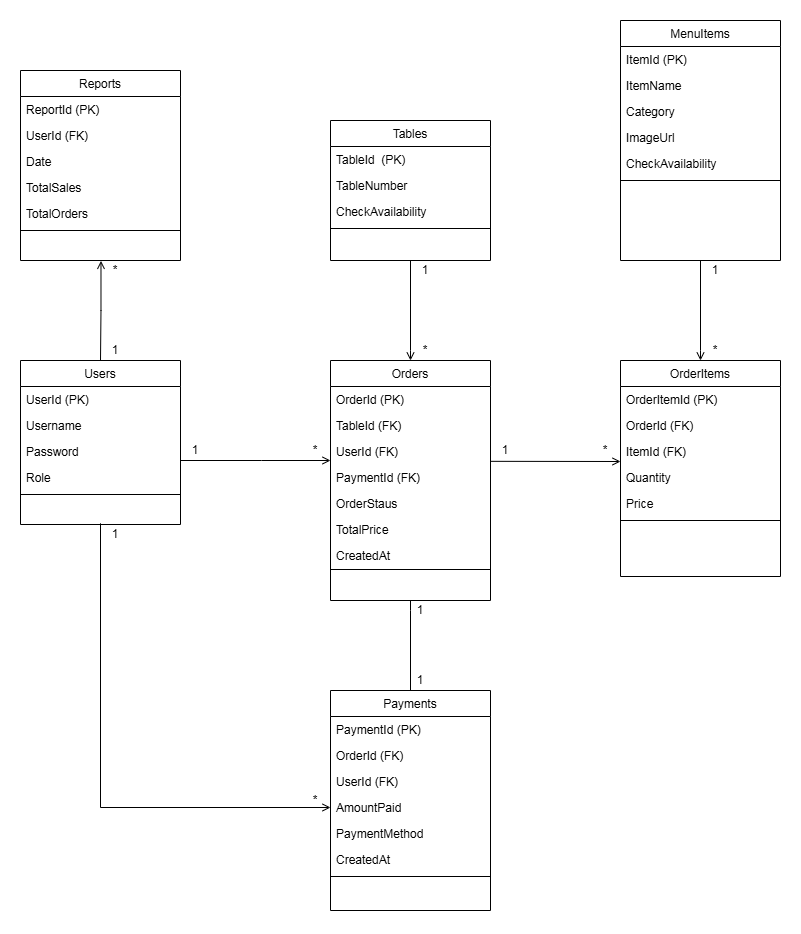 MenuItems
ItemId (PK)
ItemName
Category
ImageUrl
CheckAvailability
Reports
ReportId (PK)
UserId (FK)
Date
TotalSales
TotalOrders
Tables
TableId  (PK)
TableNumber
CheckAvailability
*
1
1
1
1
*
*
Users
UserId (PK)
Username
Password
Role
Orders
OrderId (PK)
TableId (FK)
UserId (FK)
PaymentId (FK)
OrderStaus
TotalPrice
CreatedAt
OrderItems
OrderItemId (PK)
OrderId (FK)
ItemId (FK)
Quantity
Price
1
*
1
*
1
1
1
Payments
PaymentId (PK)
OrderId (FK)
UserId (FK)
AmountPaid
PaymentMethod
CreatedAt
*